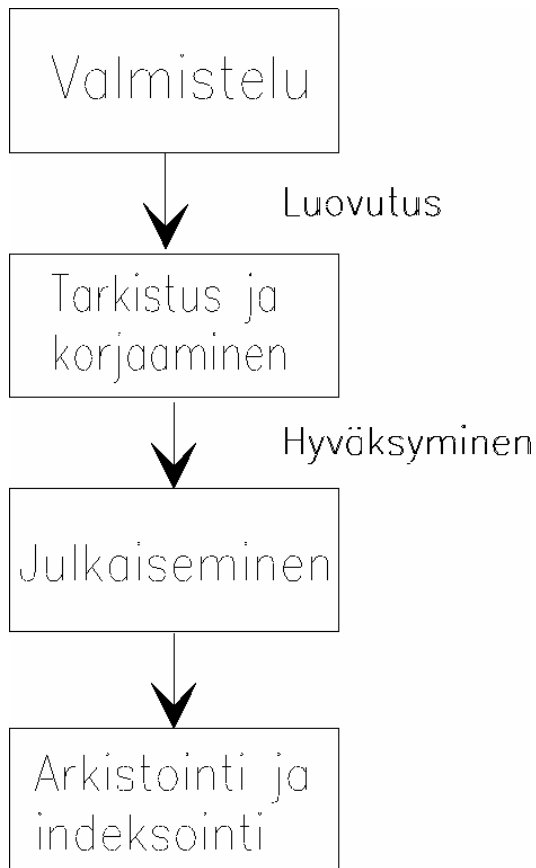 Valmistelu
Luovutus
Tarkistus ja
korjaaminen
Hyväksyminen
Julkaiseminen
Arkistointi ja
indeksointi